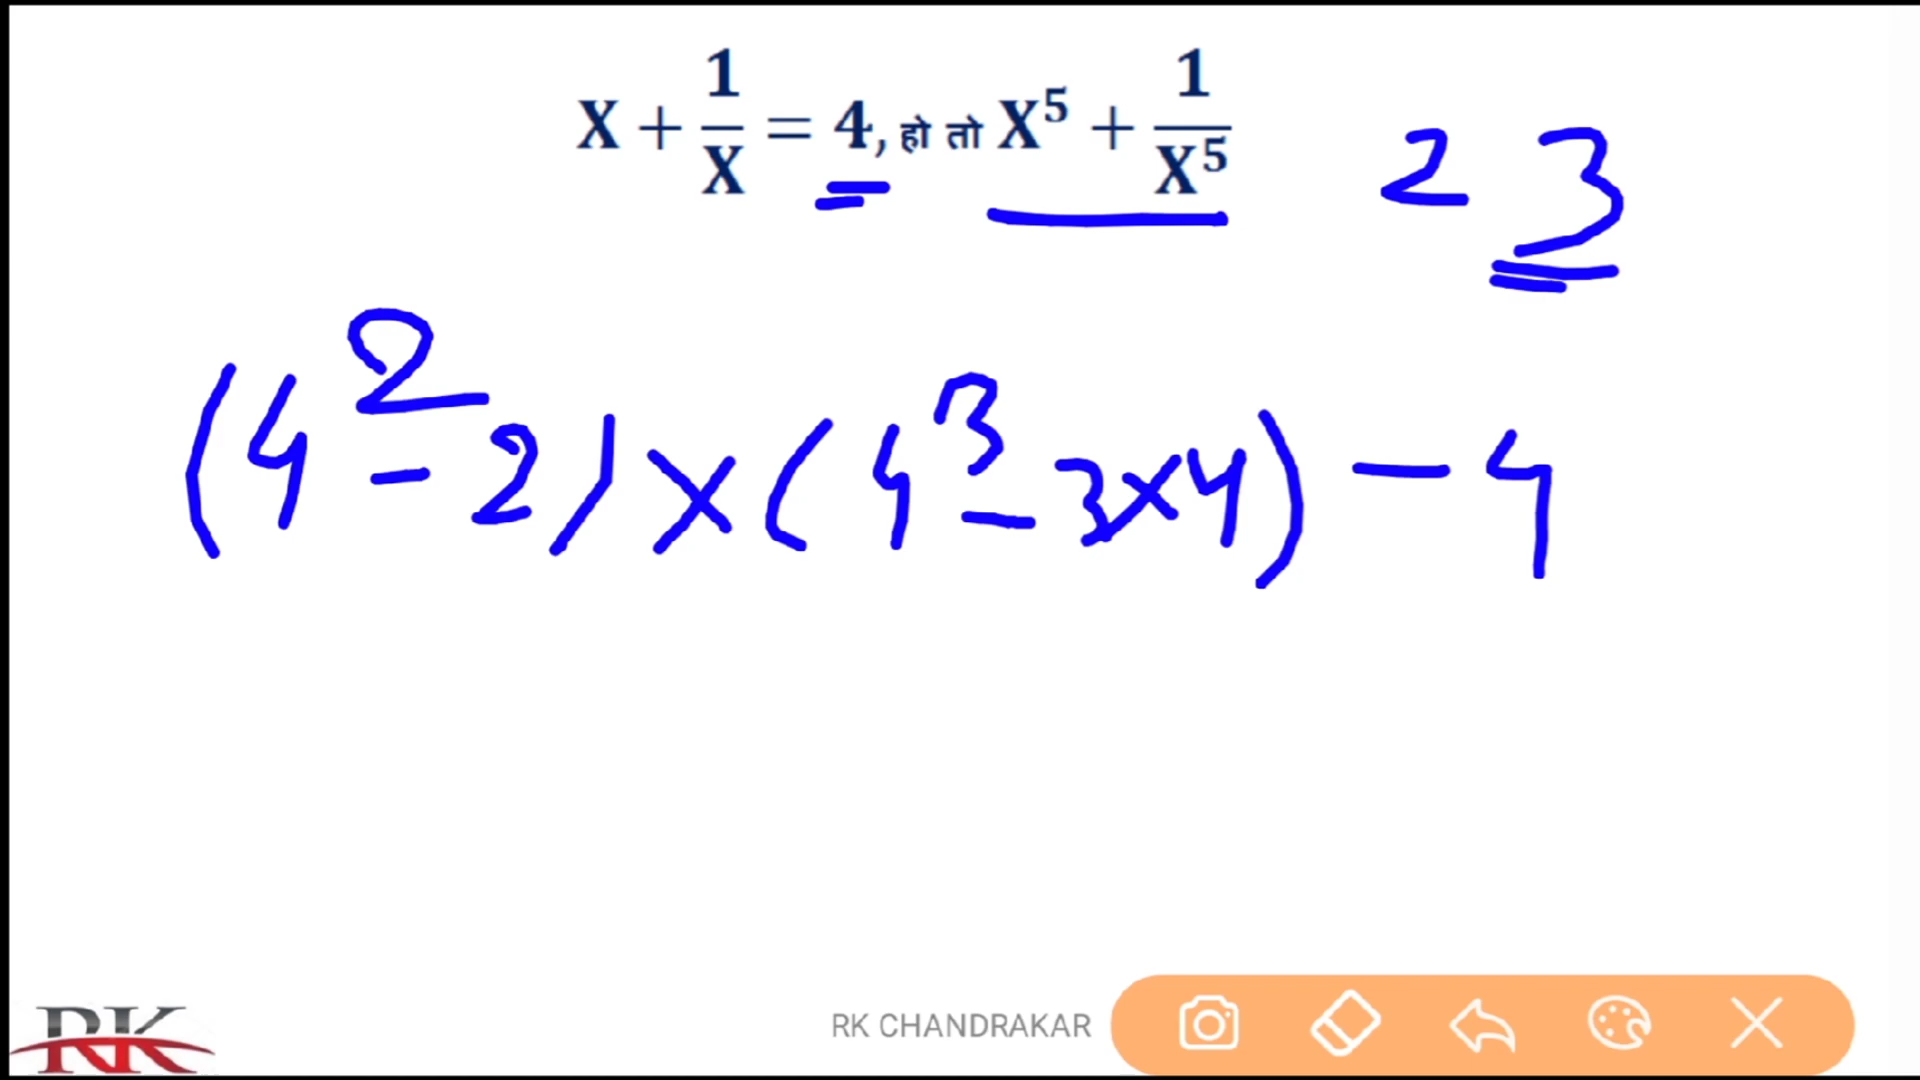 X + 1/X = 4, हो तो X⁵ + 1/X⁵
2 3
(4² - 2) × (4³ - 3×4) - 4
RK
RK CHANDRAKAR